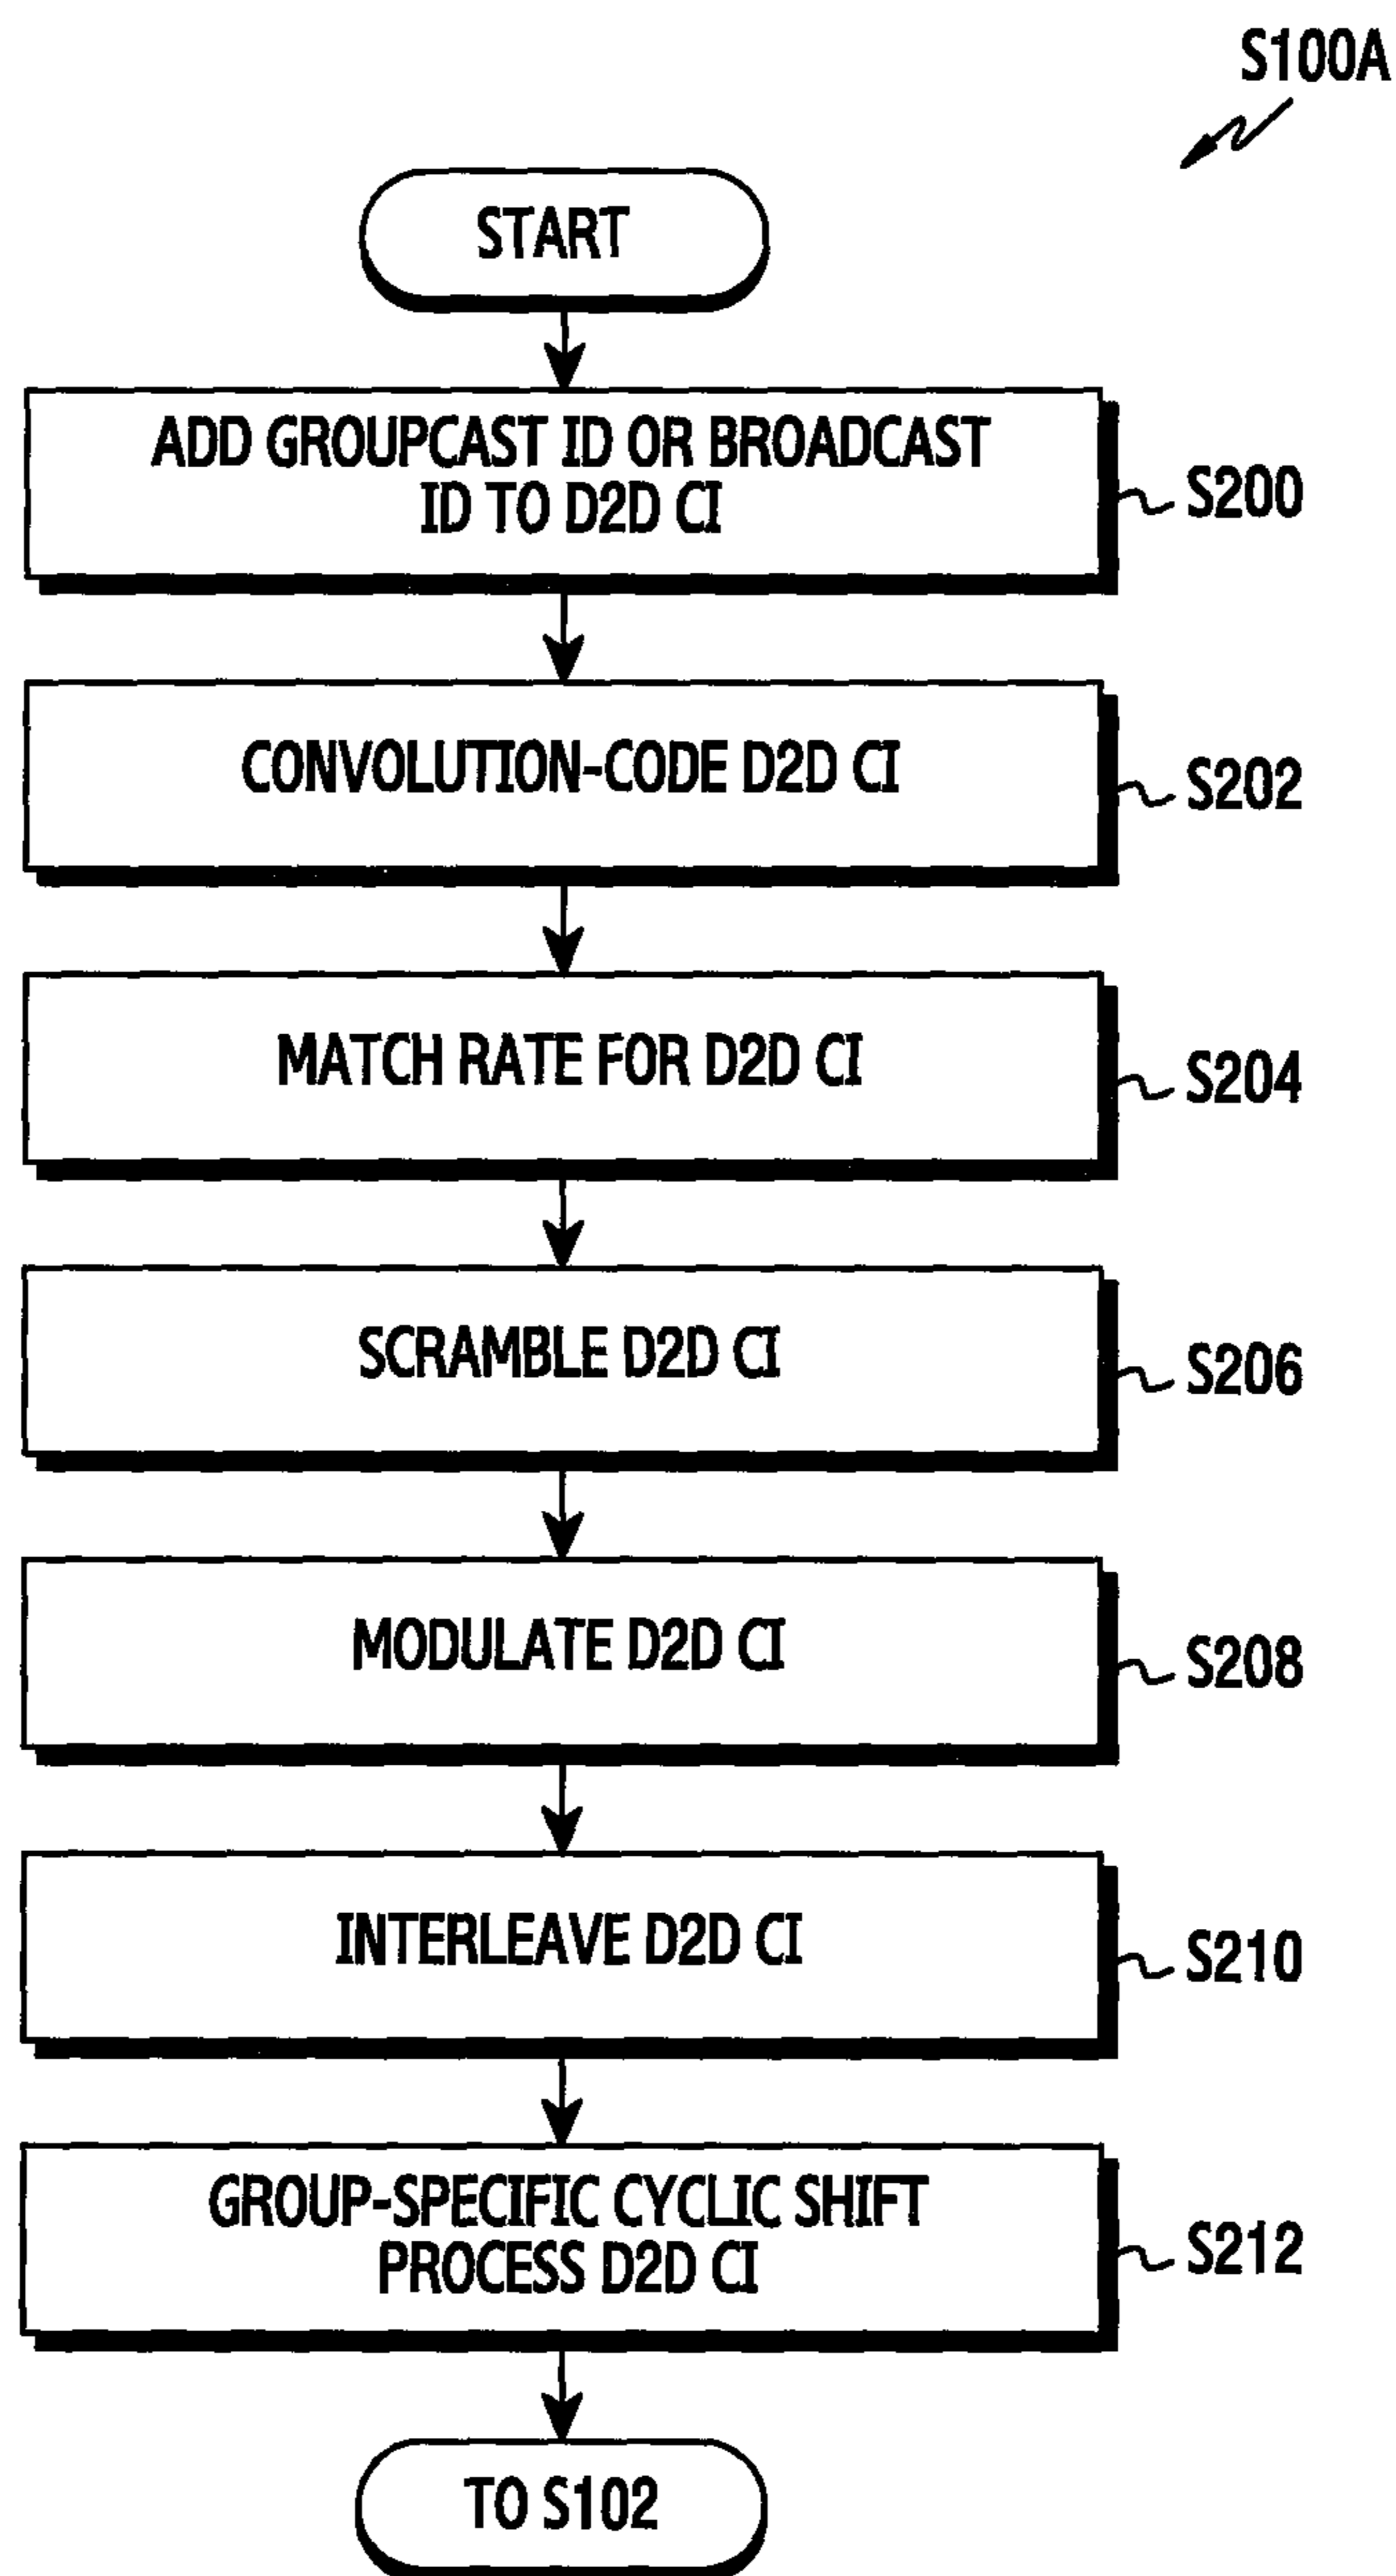 S100A
START
ADD GROUPCAST ID OR BROADCAST
ID TO D2D CI
S200
CONVOLUTION-CODE D2D CI
S202
MATCH RATE FOR D2D CI
S204
SCRAMBLE D2D CI
S206
MODULATE D2D CI
S208
INTERLEAVE D2D CI
S210
GROUP-SPECIFIC CYCLIC SHIFT
PROCESS D2D CI
S212
TO S102